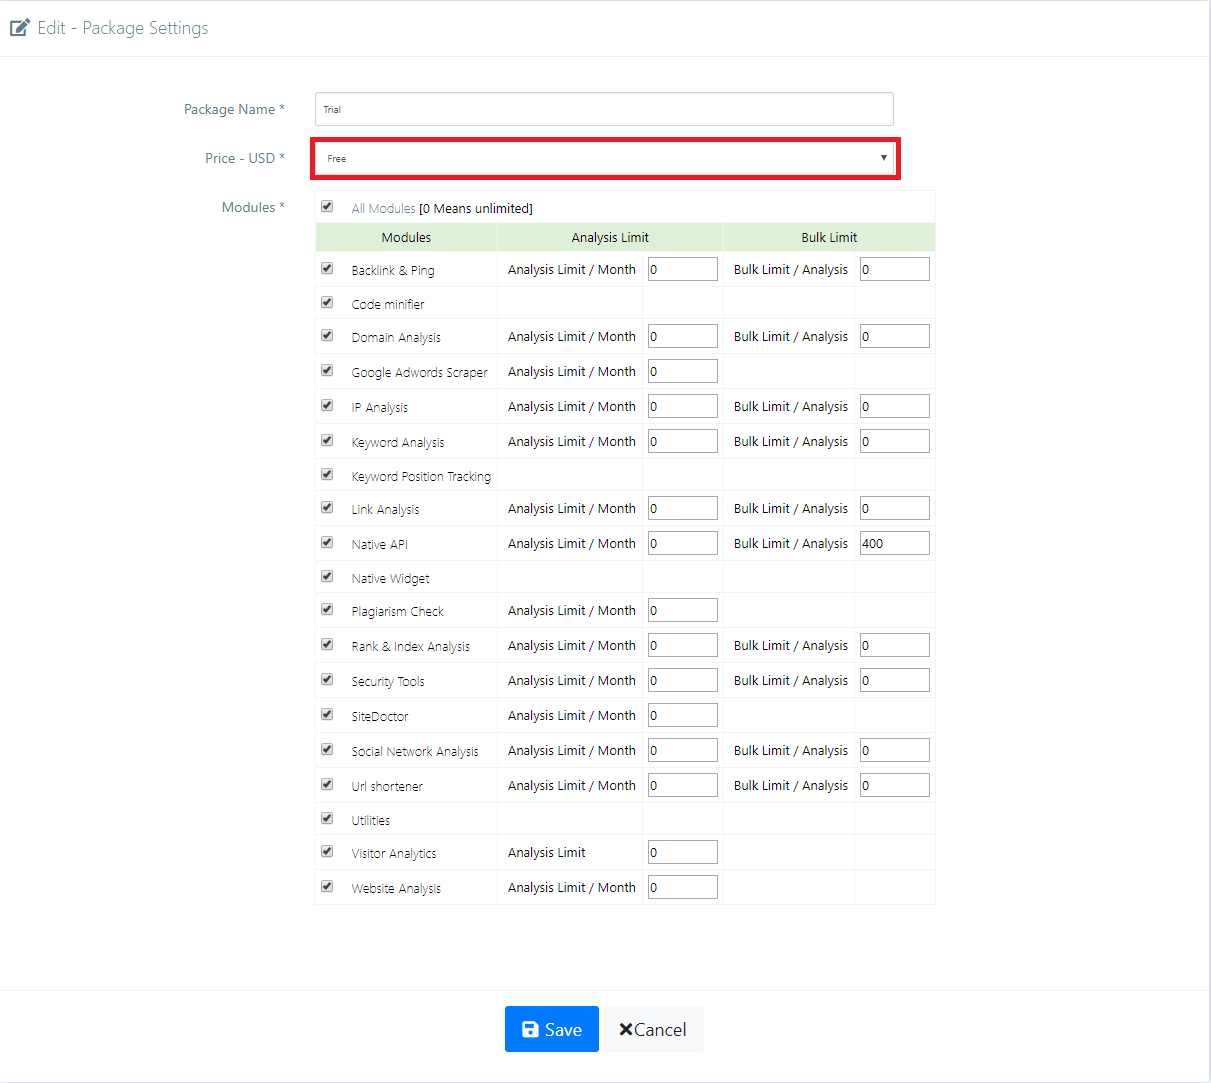 Edit - Package Settings
Package Name * Trial
Price - USD * Free
Modules * All Modules [0 Means unlimited]
Modules Analysis Limit Bulk Limit
Backlink & Ping Analysis Limit / Month 0 Bulk Limit / Analysis 0
Code minifier
Domain Analysis Analysis Limit / Month 0 Bulk Limit / Analysis 0
Google Adwords Scraper Analysis Limit / Month 0
IP Analysis Analysis Limit / Month 0 Bulk Limit / Analysis 0
Keyword Analysis Analysis Limit / Month 0 Bulk Limit / Analysis 0
Keyword Position Tracking
Link Analysis Analysis Limit / Month 0 Bulk Limit / Analysis 0
Native API Analysis Limit / Month 0 Bulk Limit / Analysis 400
Native Widget
Plagiarism Check Analysis Limit / Month 0
Rank & Index Analysis Analysis Limit / Month 0 Bulk Limit / Analysis 0
Security Tools Analysis Limit / Month 0 Bulk Limit / Analysis 0
SiteDoctor Analysis Limit / Month 0
Social Network Analysis Analysis Limit / Month 0 Bulk Limit / Analysis 0
Url shortener Analysis Limit / Month 0 Bulk Limit / Analysis 0
Utilities
Visitor Analytics Analysis Limit 0
Website Analysis Analysis Limit / Month 0
Save Cancel